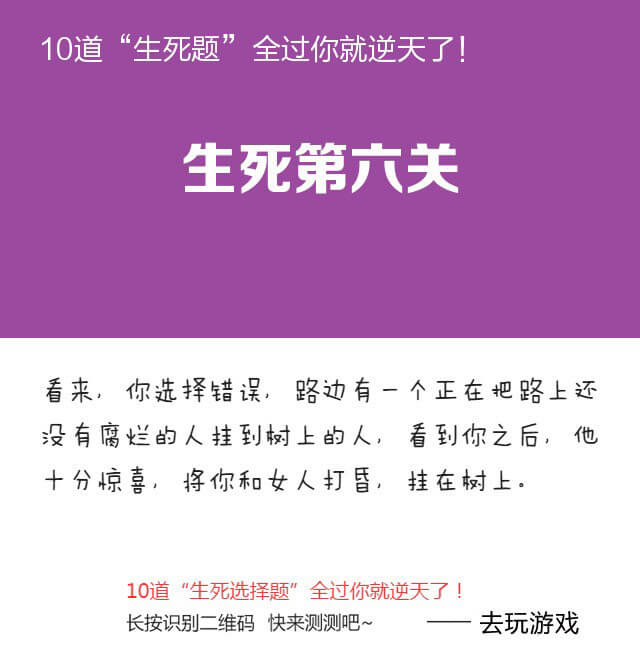 10道“生死题”全过你就逆天了!
生死第六关
看来,你选择错误,路边有一个正在把路上还
没有腐烂的人挂到树上的人,看到你之后,他
十分惊喜,将你和女人打昏,挂在树上。
10道“生死选择题”全过你就逆天了!
长按识别二维码 快来测测吧~ —— 去玩游戏